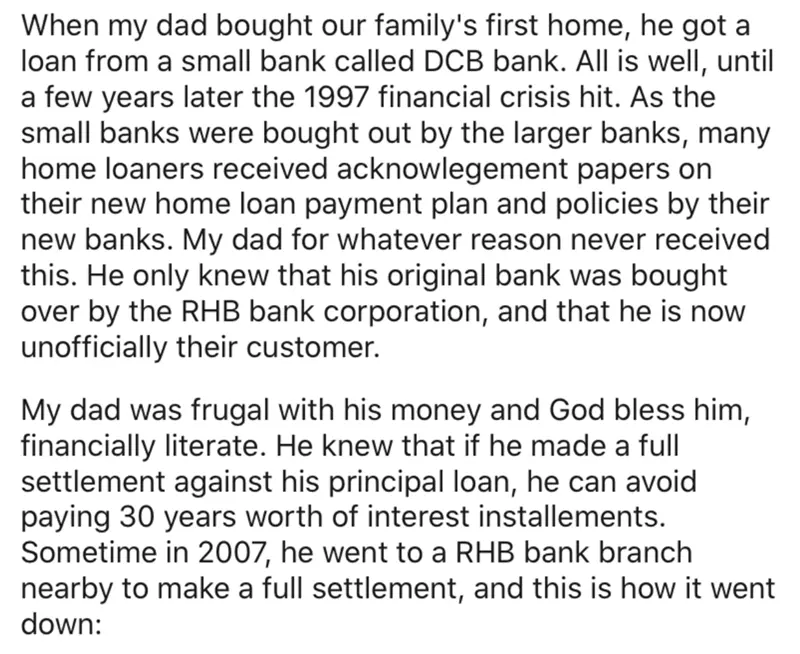 When my dad bought our family's first home, he got a
loan from a small bank called DCB bank. All is well, until
a few years later the 1997 financial crisis hit. As the
small banks were bought out by the larger banks, many
home loaners received acknowlegement papers on
their new home loan payment plan and policies by their
new banks. My dad for whatever reason never received
this. He only knew that his original bank was bought
over by the RHB bank corporation, and that he is now
unofficially their customer.
My dad was frugal with his money and God bless him,
financially literate. He knew that if he made a full
settlement against his principal loan, he can avoid
paying 30 years worth of interest installements.
Sometime in 2007, he went to a RHB bank branch
nearby to make a full settlement, and this is how it went
down: